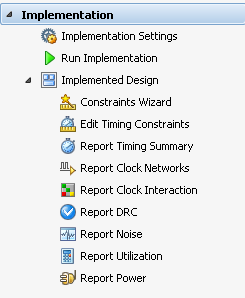 Implementation
Implementation Settings
Run Implementation
Implemented Design
Constraints Wizard
Edit Timing Constraints
Report Timing Summary
Report Clock Networks
Report Clock Interaction
Report DRC
Report Noise
Report Utilization
Report Power